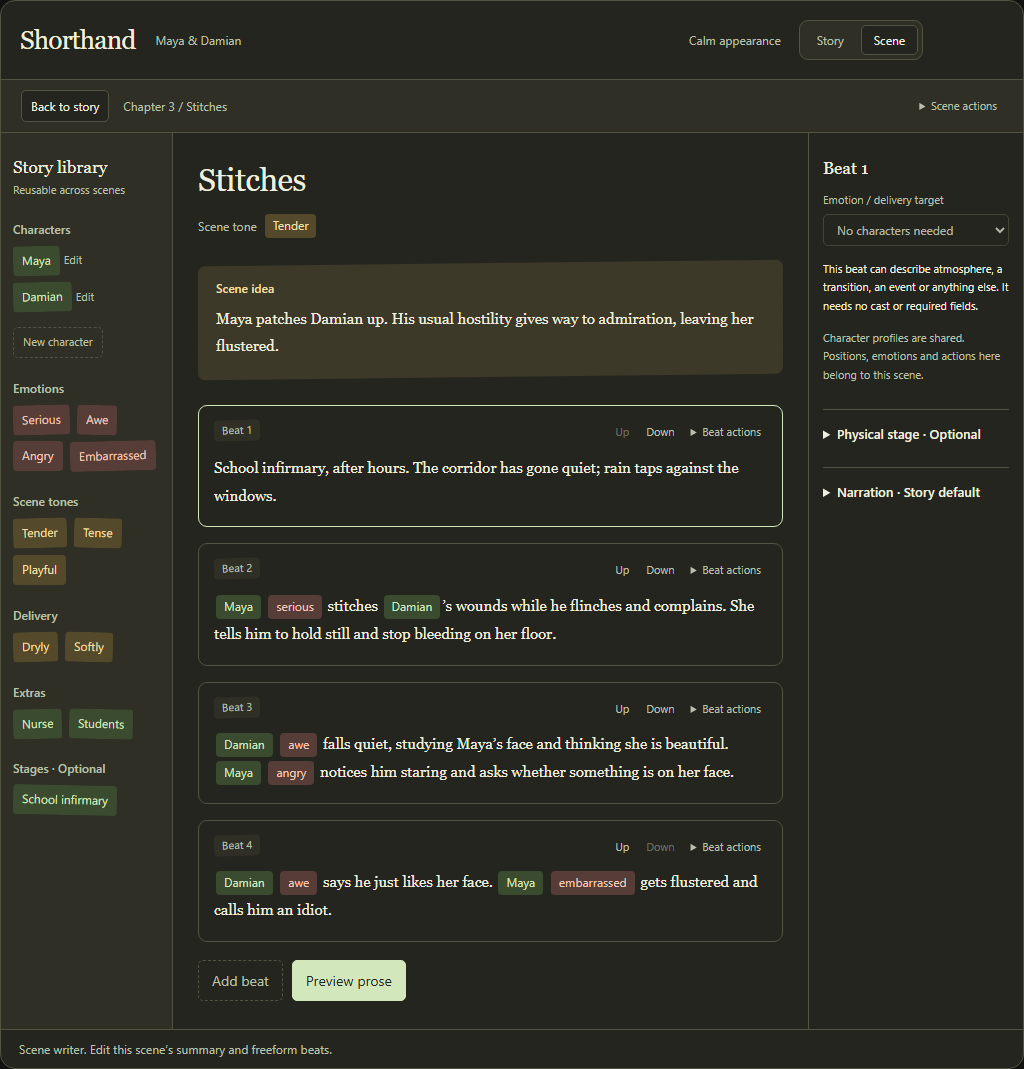 Shorthand
Maya & Damian
Calm appearance
Story
Scene
Back to story
Chapter 3 / Stitches
Scene actions
Story library
Reusable across scenes
Characters
Maya Edit
Damian Edit
New character
Emotions
Serious Awe
Angry Embarrassed
Scene tones
Tender Tense
Playful
Delivery
Dryly Softly
Extras
Nurse Students
Stages · Optional
School infirmary
Stitches
Scene tone Tender
Scene idea
Maya patches Damian up. His usual hostility gives way to admiration, leaving her
flustered.
Beat 1 Up Down Beat actions
School infirmary, after hours. The corridor has gone quiet; rain taps against the
windows.
Beat 2 Up Down Beat actions
Maya serious stitches Damian ’s wounds while he flinches and complains. She
tells him to hold still and stop bleeding on her floor.
Beat 3 Up Down Beat actions
Damian awe falls quiet, studying Maya’s face and thinking she is beautiful.
Maya angry notices him staring and asks whether something is on her face.
Beat 4 Up Down Beat actions
Damian awe says he just likes her face. Maya embarrassed gets flustered and
calls him an idiot.
Add beat Preview prose
Beat 1
Emotion / delivery target
No characters needed
This beat can describe atmosphere, a
transition, an event or anything else. It
needs no cast or required fields.
Character profiles are shared.
Positions, emotions and actions here
belong to this scene.
Physical stage · Optional
Narration · Story default
Scene writer. Edit this scene's summary and freeform beats.